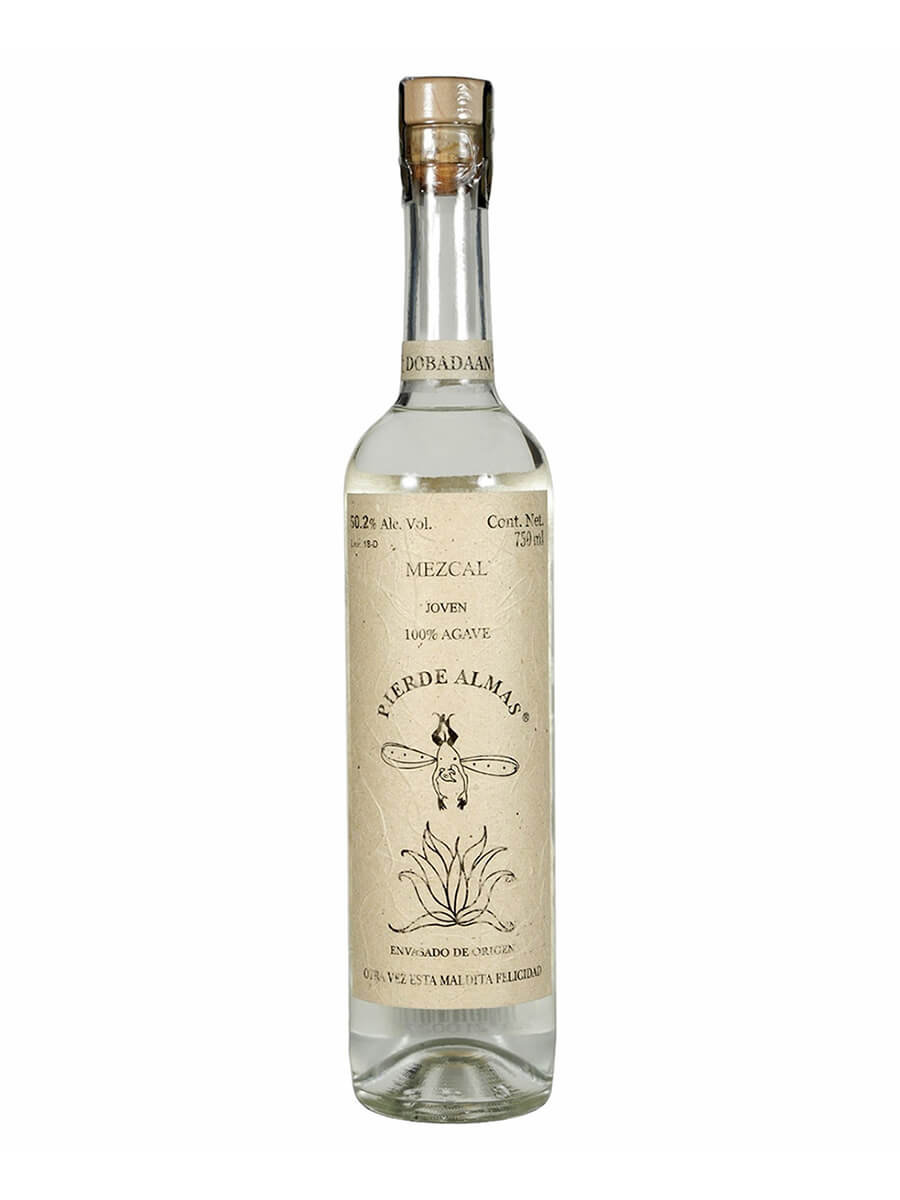 DOBADAAN
50.2% Alc. Vol.
Cont. Net.
750 ml
18-D
MEZCAL
JOVEN
100% AGAVE
PIERDE ALMAS®
ENVASADO DE ORIGEN
OTRA VEZ ESTA MALDITA FELICIDAD